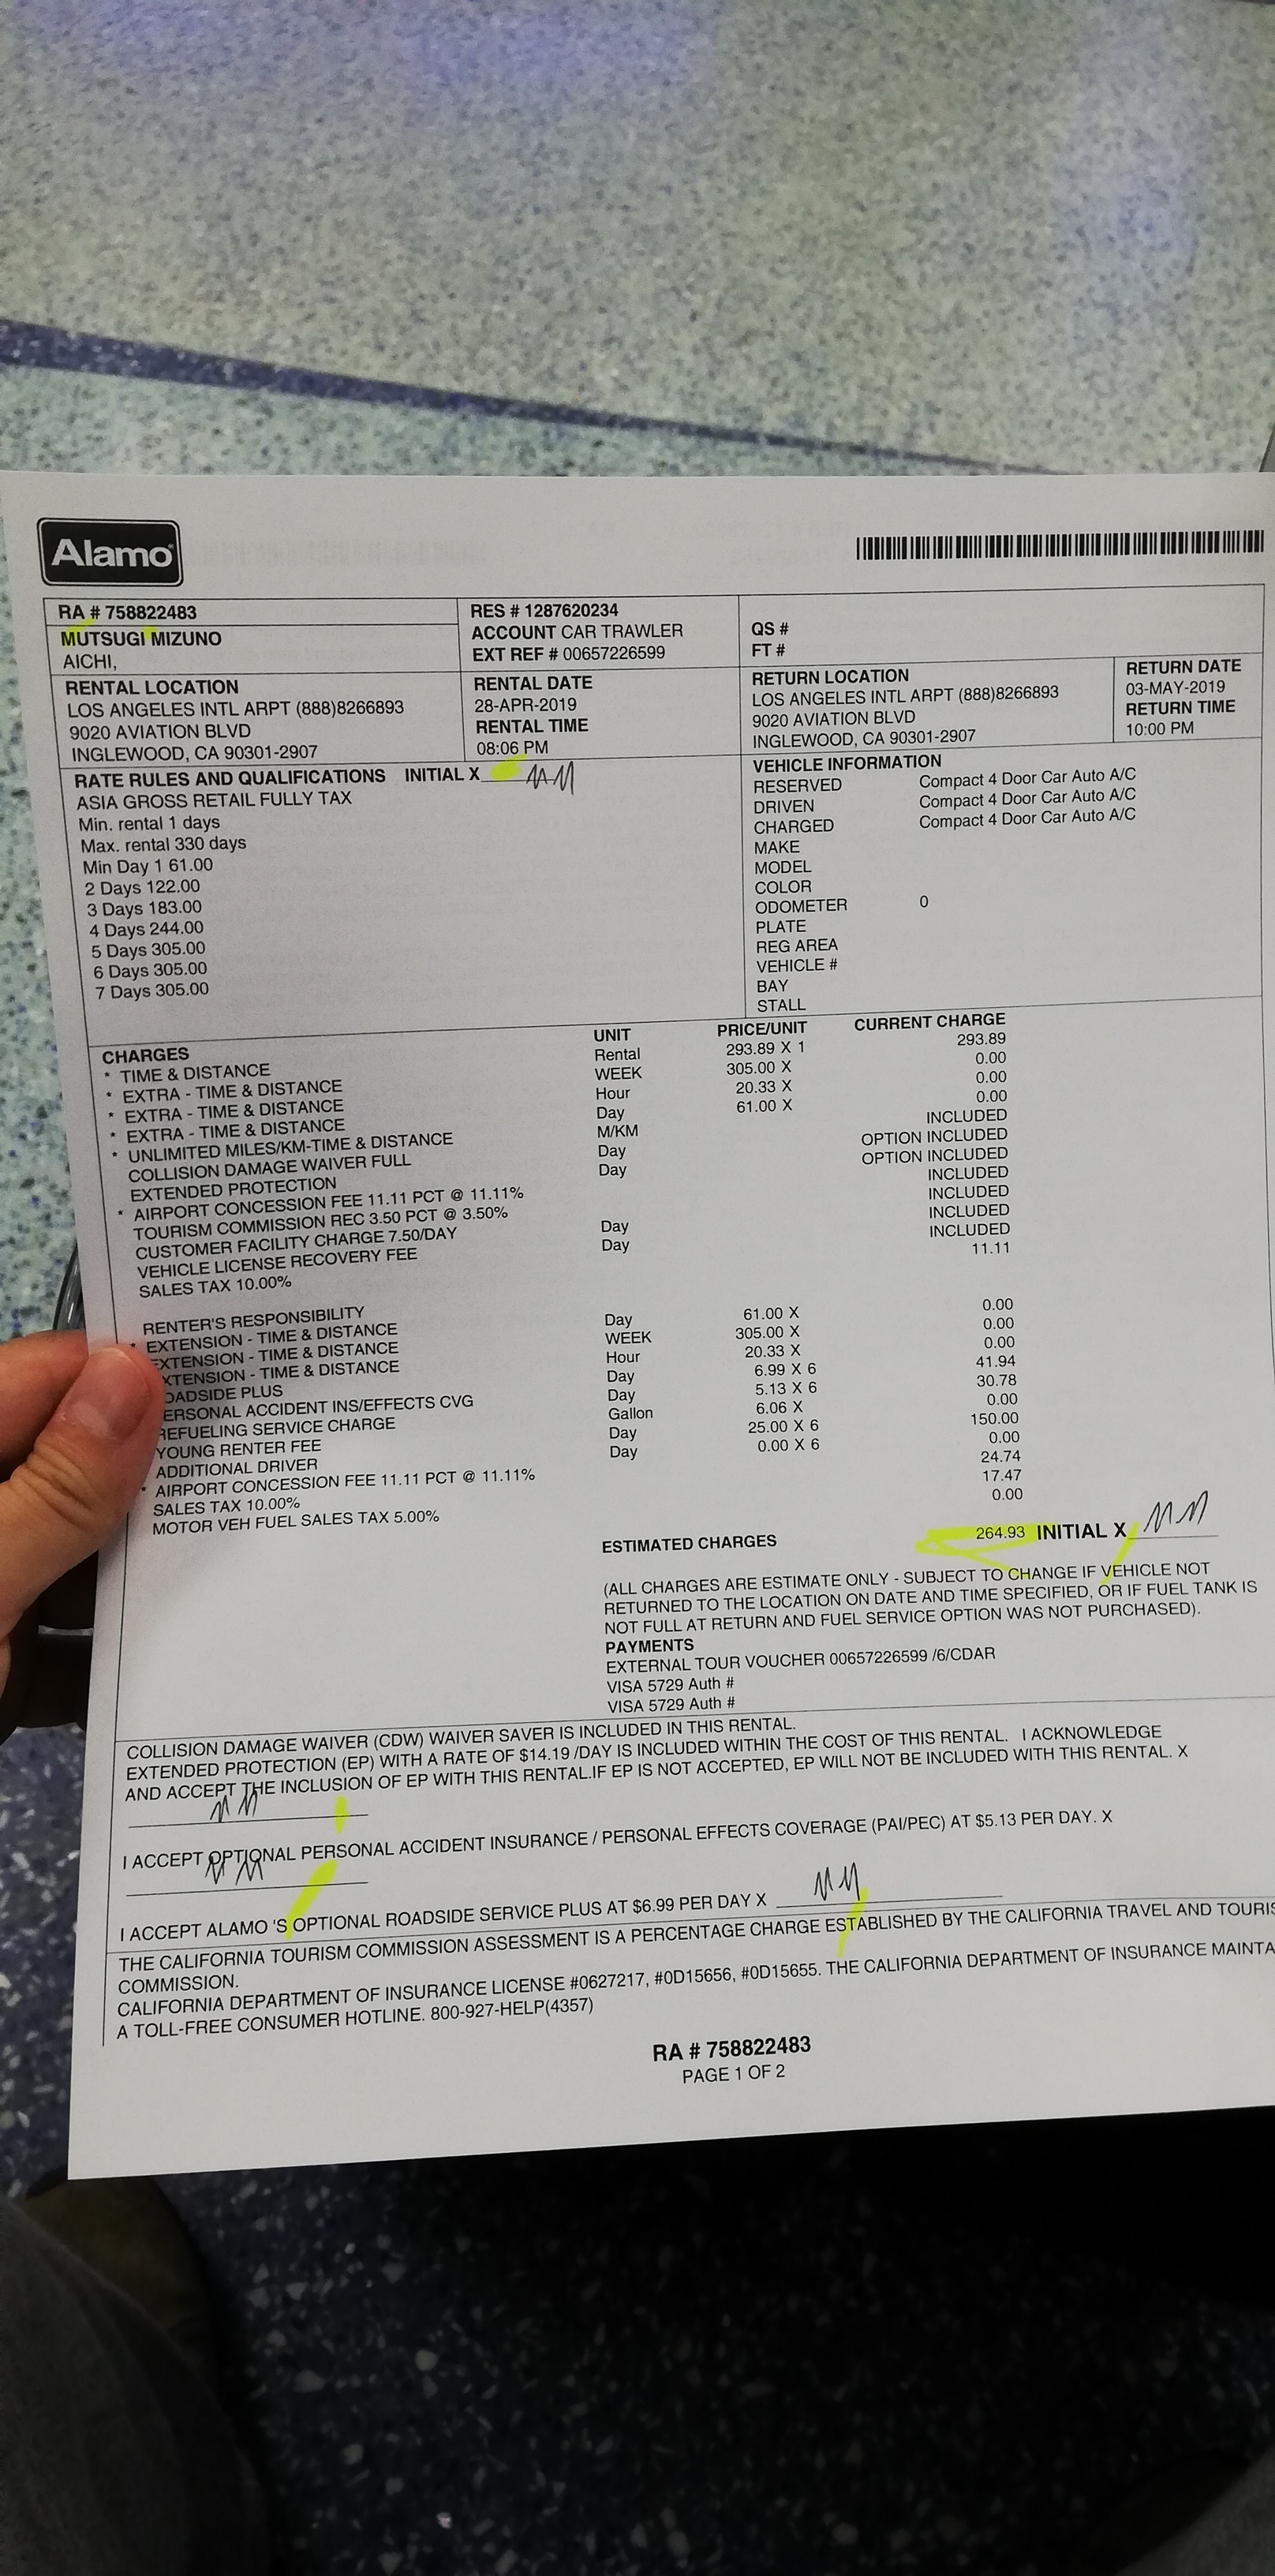 Alamo
RA # 758822483
MUTSUGI MIZUNO
AICHI,
RES # 1287620234
ACCOUNT CAR TRAWLER
EXT REF # 00657226599
QS #
FT #
RENTAL LOCATION
LOS ANGELES INTL ARPT (888)8266893
9020 AVIATION BLVD
INGLEWOOD, CA 90301-2907
RENTAL DATE
28-APR-2019
RENTAL TIME
08:06 PM
RETURN LOCATION
LOS ANGELES INTL ARPT (888)8266893
9020 AVIATION BLVD
INGLEWOOD, CA 90301-2907
RETURN DATE
03-MAY-2019
RETURN TIME
10:00 PM
RATE RULES AND QUALIFICATIONS INITIAL X MM
ASIA GROSS RETAIL FULLY TAX
Min. rental 1 days
Max. rental 330 days
Min Day 1 61.00
2 Days 122.00
3 Days 183.00
4 Days 244.00
5 Days 305.00
6 Days 305.00
7 Days 305.00
VEHICLE INFORMATION
RESERVED Compact 4 Door Car Auto A/C
DRIVEN Compact 4 Door Car Auto A/C
CHARGED Compact 4 Door Car Auto A/C
MAKE
MODEL
COLOR
ODOMETER 0
PLATE
REG AREA
VEHICLE #
BAY
STALL
CHARGES UNIT PRICE/UNIT CURRENT CHARGE
* TIME & DISTANCE Rental 293.89 X 1 293.89
* EXTRA - TIME & DISTANCE WEEK 305.00 X 0.00
* EXTRA - TIME & DISTANCE Hour 20.33 X 0.00
* EXTRA - TIME & DISTANCE Day 61.00 X 0.00
* UNLIMITED MILES/KM-TIME & DISTANCE M/KM INCLUDED
COLLISION DAMAGE WAIVER FULL Day OPTION INCLUDED
EXTENDED PROTECTION Day OPTION INCLUDED
* AIRPORT CONCESSION FEE 11.11 PCT @ 11.11% INCLUDED
TOURISM COMMISSION REC 3.50 PCT @ 3.50% INCLUDED
CUSTOMER FACILITY CHARGE 7.50/DAY Day INCLUDED
VEHICLE LICENSE RECOVERY FEE Day INCLUDED
SALES TAX 10.00% 11.11
RENTER'S RESPONSIBILITY
* EXTENSION - TIME & DISTANCE Day 61.00 X 0.00
EXTENSION - TIME & DISTANCE WEEK 305.00 X 0.00
XTENSION - TIME & DISTANCE Hour 20.33 X 0.00
OADSIDE PLUS Day 6.99 X 6 41.94
ERSONAL ACCIDENT INS/EFFECTS CVG Day 5.13 X 6 30.78
REFUELING SERVICE CHARGE Gallon 6.06 X 0.00
YOUNG RENTER FEE Day 25.00 X 6 150.00
ADDITIONAL DRIVER Day 0.00 X 6 0.00
* AIRPORT CONCESSION FEE 11.11 PCT @ 11.11% 24.74
SALES TAX 10.00% 17.47
MOTOR VEH FUEL SALES TAX 5.00% 0.00
ESTIMATED CHARGES 264.93 INITIAL X MM
(ALL CHARGES ARE ESTIMATE ONLY - SUBJECT TO CHANGE IF VEHICLE NOT
RETURNED TO THE LOCATION ON DATE AND TIME SPECIFIED, OR IF FUEL TANK IS
NOT FULL AT RETURN AND FUEL SERVICE OPTION WAS NOT PURCHASED).
PAYMENTS
EXTERNAL TOUR VOUCHER 00657226599 /6/CDAR
VISA 5729 Auth #
VISA 5729 Auth #
COLLISION DAMAGE WAIVER (CDW) WAIVER SAVER IS INCLUDED IN THIS RENTAL.
EXTENDED PROTECTION (EP) WITH A RATE OF $14.19 /DAY IS INCLUDED WITHIN THE COST OF THIS RENTAL. I ACKNOWLEDGE
AND ACCEPT THE INCLUSION OF EP WITH THIS RENTAL.IF EP IS NOT ACCEPTED, EP WILL NOT BE INCLUDED WITH THIS RENTAL. X
MM
I ACCEPT OPTIONAL PERSONAL ACCIDENT INSURANCE / PERSONAL EFFECTS COVERAGE (PAI/PEC) AT $5.13 PER DAY. X
MM
I ACCEPT ALAMO 'S OPTIONAL ROADSIDE SERVICE PLUS AT $6.99 PER DAY X MM
THE CALIFORNIA TOURISM COMMISSION ASSESSMENT IS A PERCENTAGE CHARGE ESTABLISHED BY THE CALIFORNIA TRAVEL AND TOURIS
COMMISSION.
CALIFORNIA DEPARTMENT OF INSURANCE LICENSE #0627217, #0D15656, #0D15655. THE CALIFORNIA DEPARTMENT OF INSURANCE MAINTA
A TOLL-FREE CONSUMER HOTLINE. 800-927-HELP(4357)
RA # 758822483
PAGE 1 OF 2